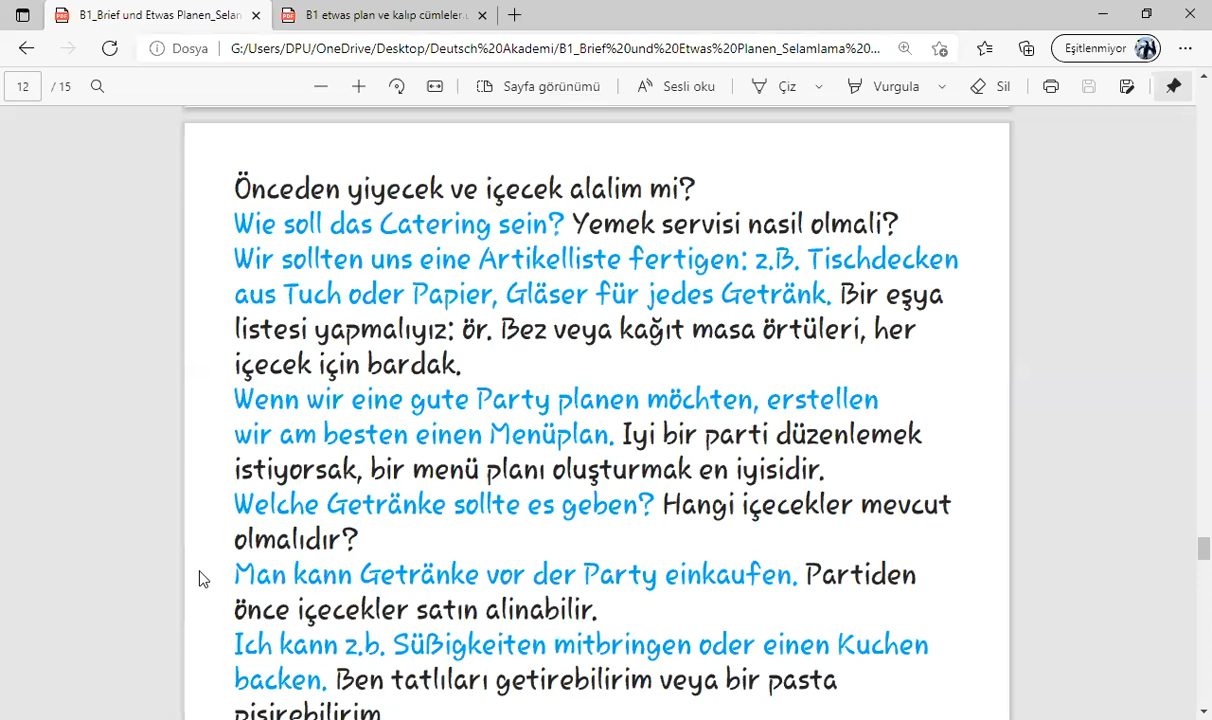 B1_Brief und Etwas Planen_Selam
B1 etwas plan ve kalıp cümleler.
Dosya
G:/Users/DPU/OneDrive/Desktop/Deutsch%20Akademi/B1_Brief%20und%20Etwas%20Planen_Selamlama%20...
Eşitlenmiyor
12 / 15
Sayfa görünümü
Sesli oku
Çiz
Vurgula
Sil
Önceden yiyecek ve içecek alalim mi?
Wie soll das Catering sein? Yemek servisi nasil olmali?
Wir sollten uns eine Artikelliste fertigen: z.B. Tischdecken
aus Tuch oder Papier, Gläser für jedes Getränk. Bir eşya
listesi yapmalıyız: ör. Bez veya kağıt masa örtüleri, her
içecek için bardak.
Wenn wir eine gute Party planen möchten, erstellen
wir am besten einen Menüplan. Iyi bir parti düzenlemek
istiyorsak, bir menü planı oluşturmak en iyisidir.
Welche Getränke sollte es geben? Hangi içecekler mevcut
olmalıdır?
Man kann Getränke vor der Party einkaufen. Partiden
önce içecekler satın alinabilir.
Ich kann z.b. Süßigkeiten mitbringen oder einen Kuchen
backen. Ben tatlıları getirebilirim veya bir pasta
pişirebilirim